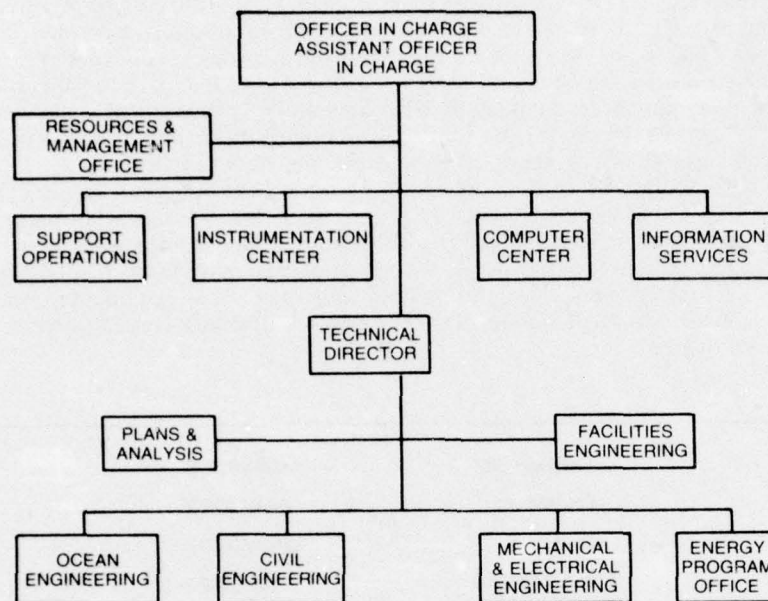 OFFICER IN CHARGE
ASSISTANT OFFICER
IN CHARGE
RESOURCES &
MANAGEMENT
OFFICE
SUPPORT
OPERATIONS
INSTRUMENTATION
CENTER
COMPUTER
CENTER
INFORMATION
SERVICES
TECHNICAL
DIRECTOR
PLANS &
ANALYSIS
FACILITIES
ENGINEERING
OCEAN
ENGINEERING
CIVIL
ENGINEERING
MECHANICAL
& ELECTRICAL
ENGINEERING
ENERGY
PROGRAM
OFFICE